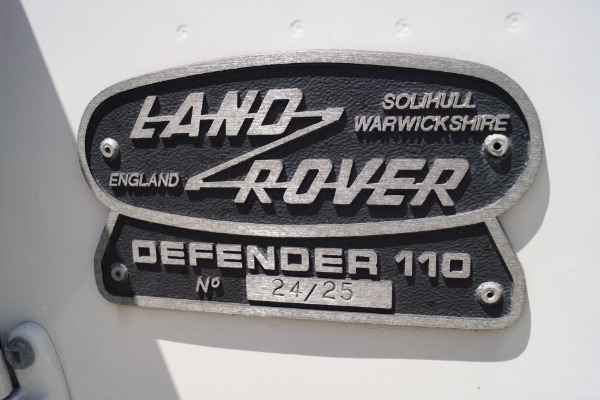 LAND
ROVER
SOLIHULL
WARWICKSHIRE
ENGLAND
DEFENDER 110
Nº 24/25